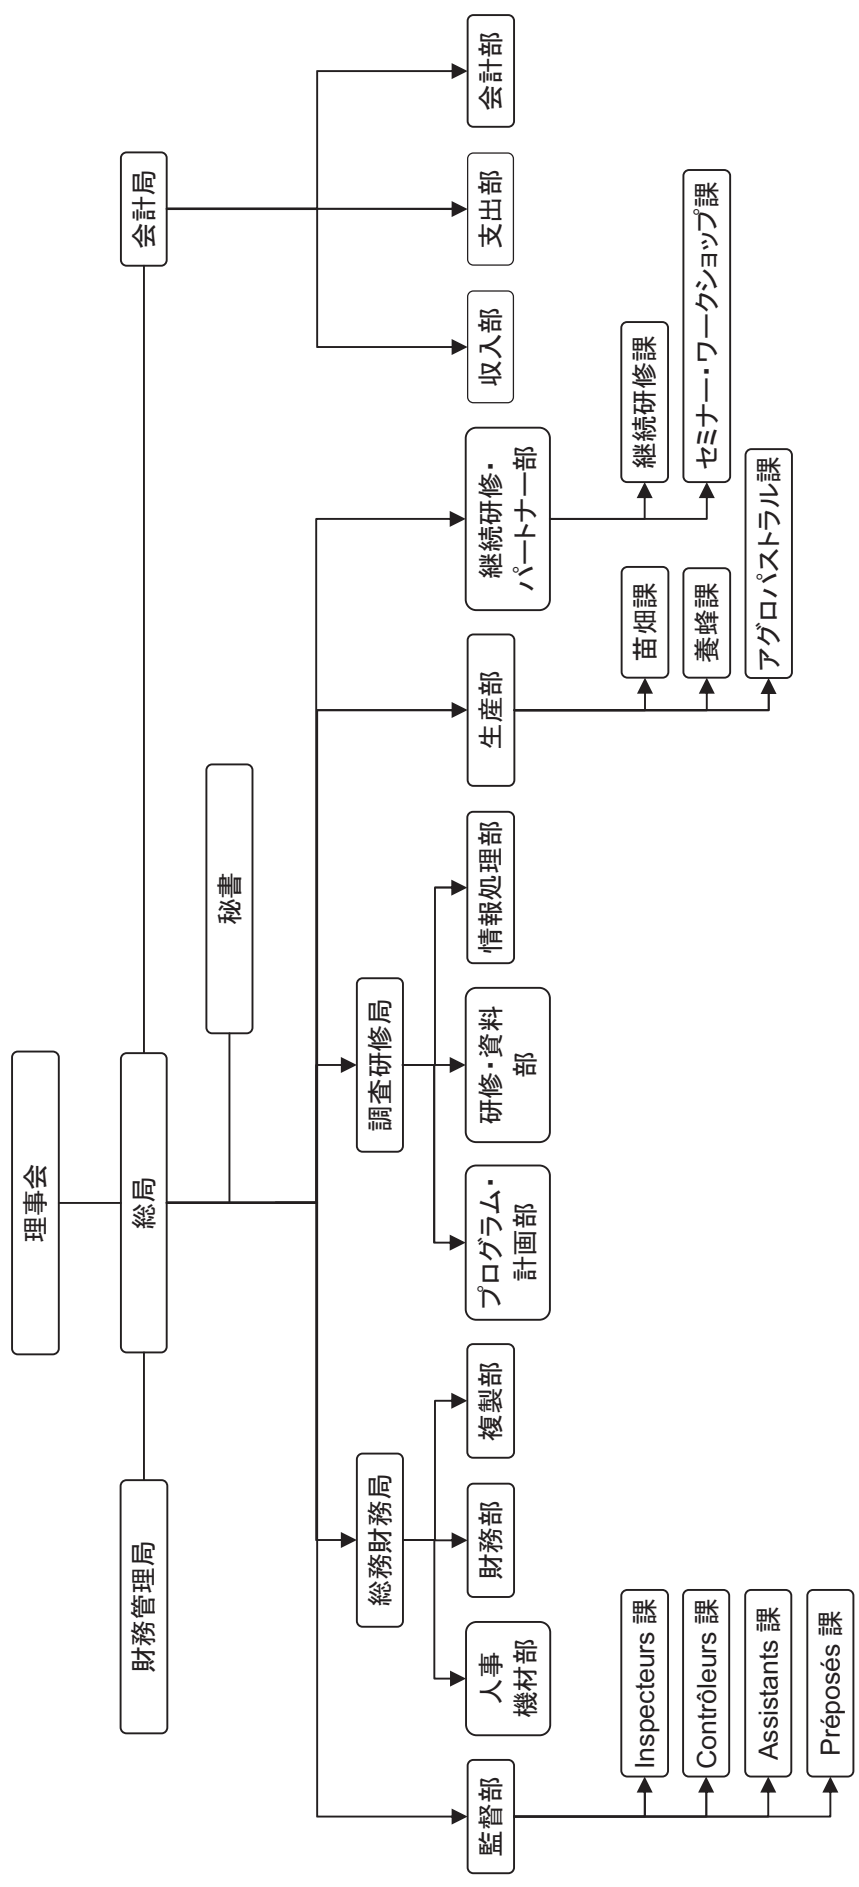 理事会
財務管理局
総局
会計局
秘書
総務財務局
調査研修局
監督部
人事
機材部
財務部
複製部
プログラム・
計画部
研修・資料
部
情報処理部
生産部
継続研修・
パートナー部
収入部
支出部
会計部
Inspecteurs 課
Contrôleurs 課
Assistants 課
Préposés 課
苗畑課
養蜂課
アグロパストラル課
継続研修課
セミナー・ワークショップ課